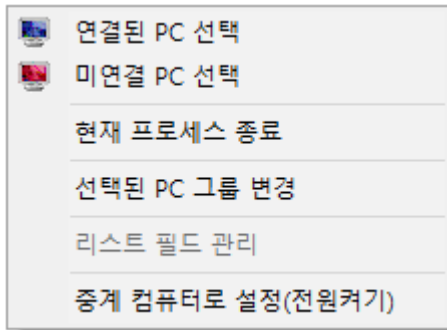 연결된 PC 선택
미연결 PC 선택
현재 프로세스 종료
선택된 PC 그룹 변경
리스트 필드 관리
중계 컴퓨터로 설정(전원켜기)